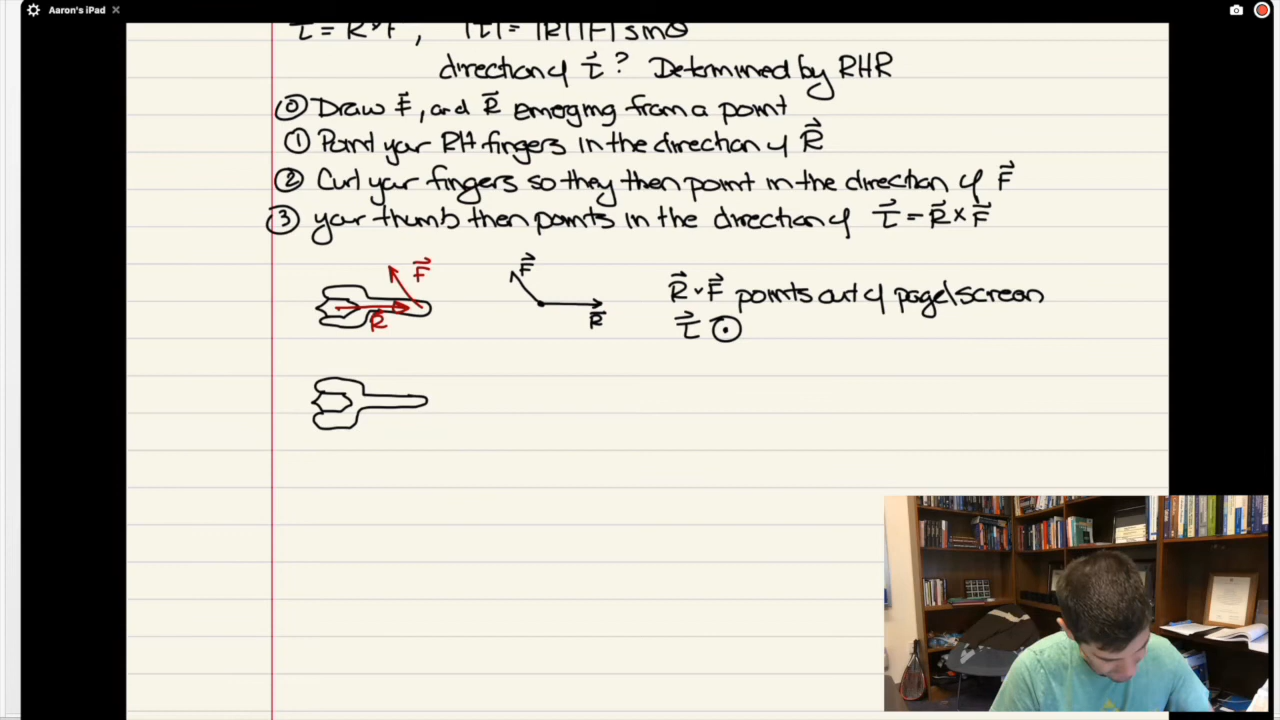 Aaron's iPad
τ⃗ = R⃗ × F⃗ , |τ⃗| = |R⃗||F⃗| sinθ
direction of τ⃗ ? Determined by RHR
⓪ Draw F⃗, and R⃗ emerging from a point
① Point your RH fingers in the direction of R⃗
② Curl your fingers so they then point in the direction of F⃗
③ your thumb then points in the direction of τ⃗ = R⃗ × F⃗
F⃗
R⃗
F⃗
R⃗
R⃗ × F⃗ points out of page/screen
τ⃗ ⊙